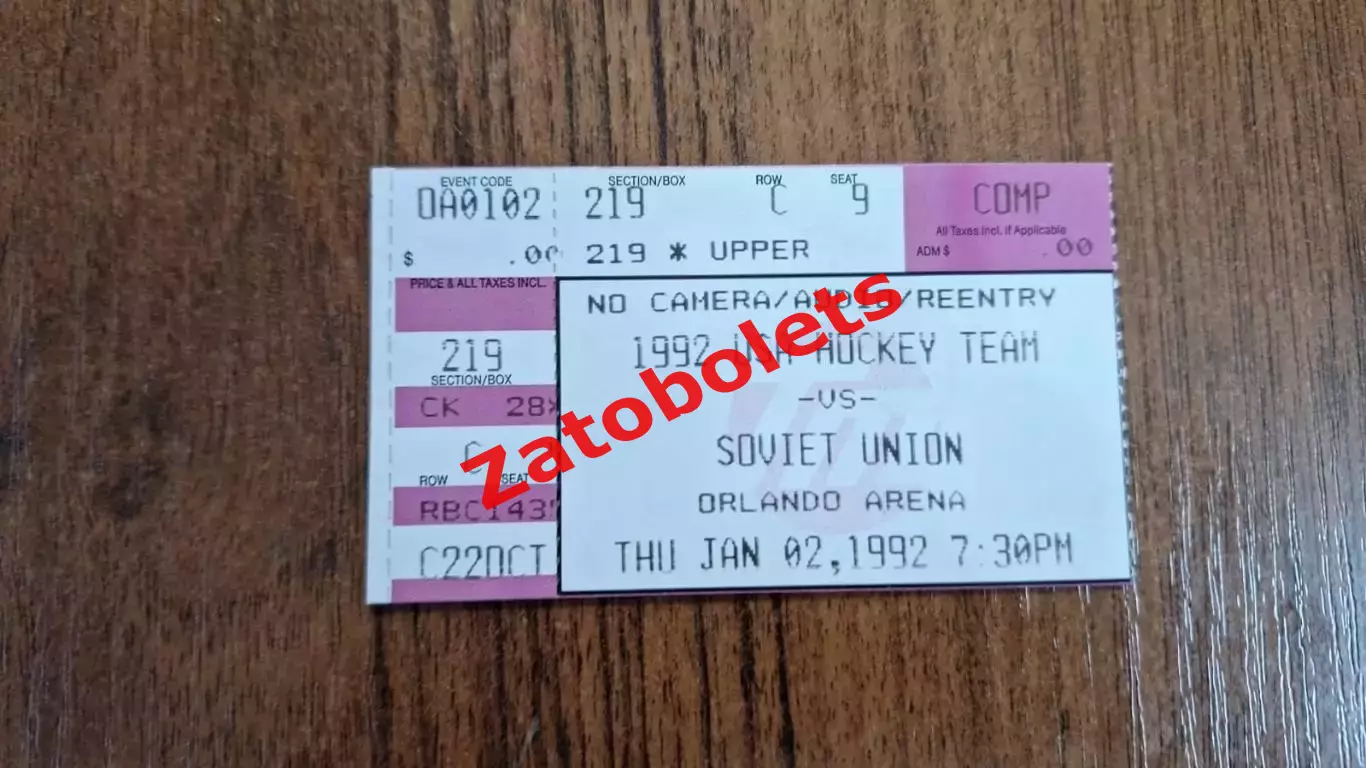 EVENT CODE
OA0102
$ .00
PRICE & ALL TAXES INCL.
219
SECTION/BOX
CK 28*
C
ROW SEAT
RBC143
C22OCT
SECTION/BOX ROW SEAT
219 C 9
219 * UPPER
COMP
All Taxes Incl. if Applicable
ADM $ .00
NO CAMERA/AUDIO/REENTRY
1992 USA HOCKEY TEAM
-VS-
SOVIET UNION
ORLANDO ARENA
THU JAN 02,1992 7:30PM
Zatobolets